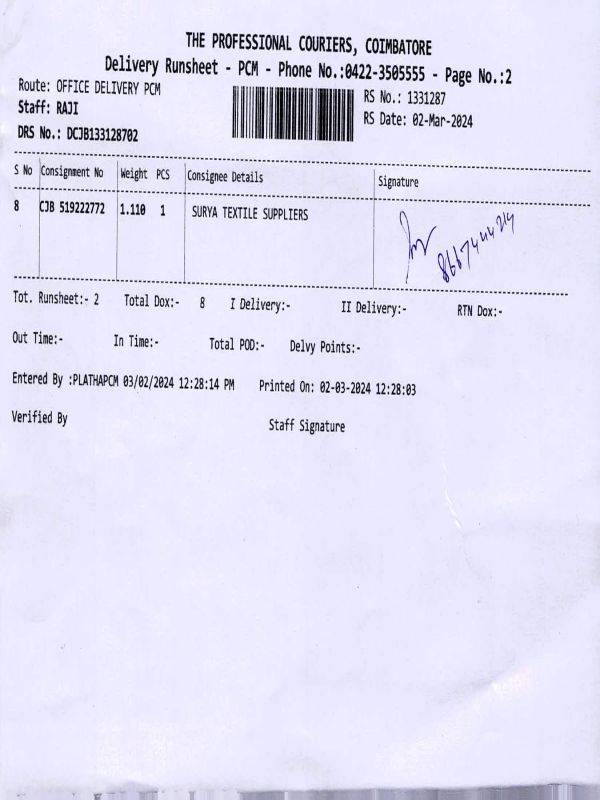 THE PROFESSIONAL COURIERS, COIMBATORE
Delivery Runsheet - PCM - Phone No.:0422-3505555 - Page No.:2
Route: OFFICE DELIVERY PCM
RS No.: 1331287
Staff: RAJI
RS Date: 02-Mar-2024
DRS No.: DCJB133128702
S No Consignment No Weight PCS Consignee Details Signature
8 CJB 519222772 1.110 1 SURYA TEXTILE SUPPLIERS
Tot. Runsheet:- 2 Total Dox:- 8 I Delivery:- II Delivery:- RTN Dox:-
Out Time:- In Time:- Total POD:- Delvy Points:-
Entered By :PLATHAPCM 03/02/2024 12:28:14 PM Printed On: 02-03-2024 12:28:03
Verified By Staff Signature